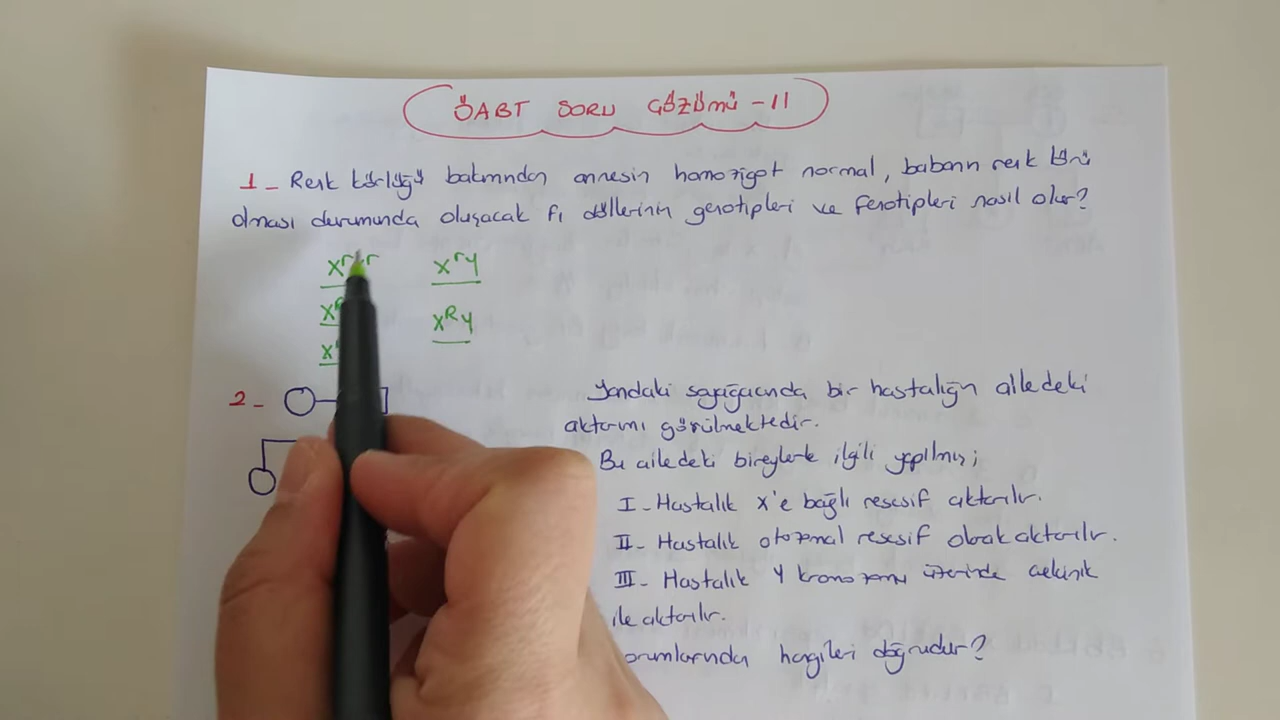 ÖABT SORU ÇÖZÜMÜ - 11
1 - Renk körlüğü bakımından annesin homozigot normal, babanın renk körü
olması durumunda oluşacak F1 döllerinin genotipleri ve fenotipleri nasıl olur?
XʳY
XᴿY
2 -
Yandaki soyağacında bir hastalığın ailedeki
aktarımı görülmektedir.
Bu ailedeki bireylerle ilgili yapılmış;
I - Hastalık X'e bağlı resesif aktarılır.
II - Hastalık otozomal resesif olarak aktarılır.
III - Hastalık Y kromozomu üzerinde çekinik
ile aktarılır.
hangileri doğrudur?